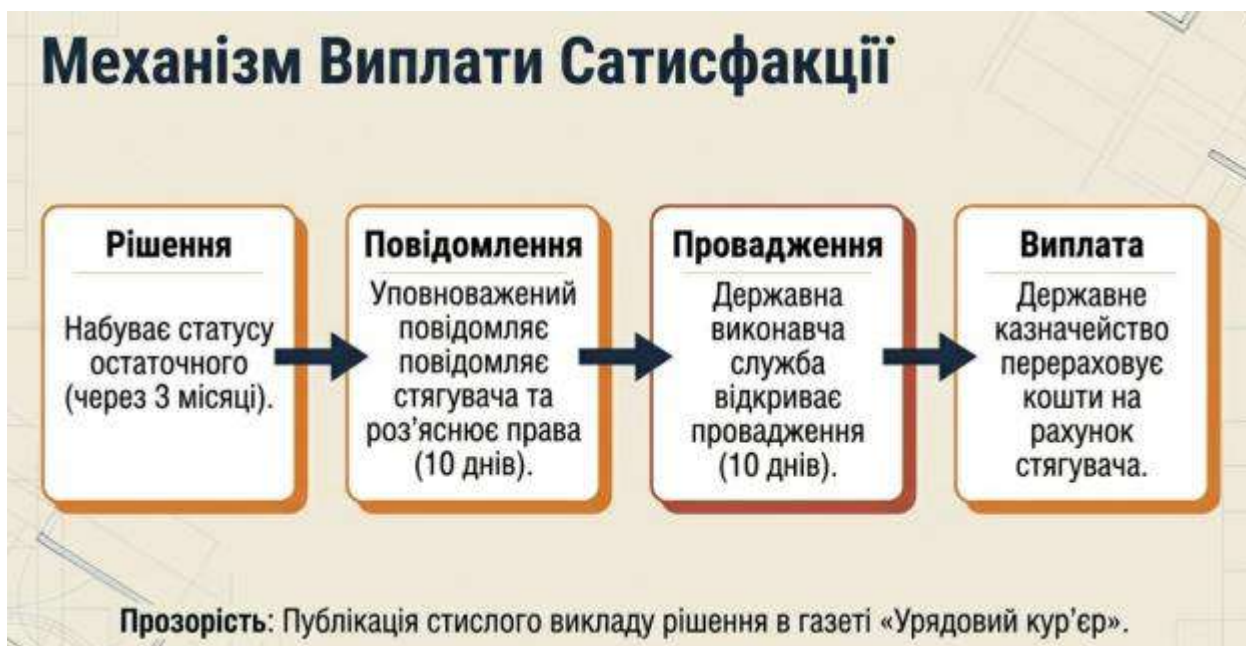 Механізм Виплати Сатисфакції
Рішення
Набуває статусу
остаточного
(через 3 місяці).
Повідомлення
Уповноважений
повідомляє
повідомляє
стягувача та
роз’яснює права
(10 днів).
Провадження
Державна
виконавча
служба
відкриває
провадження
(10 днів).
Виплата
Державне
казначейство
перераховує
кошти на
рахунок
стягувача.
Прозорість: Публікація стислого викладу рішення в газеті «Урядовий кур’єр».